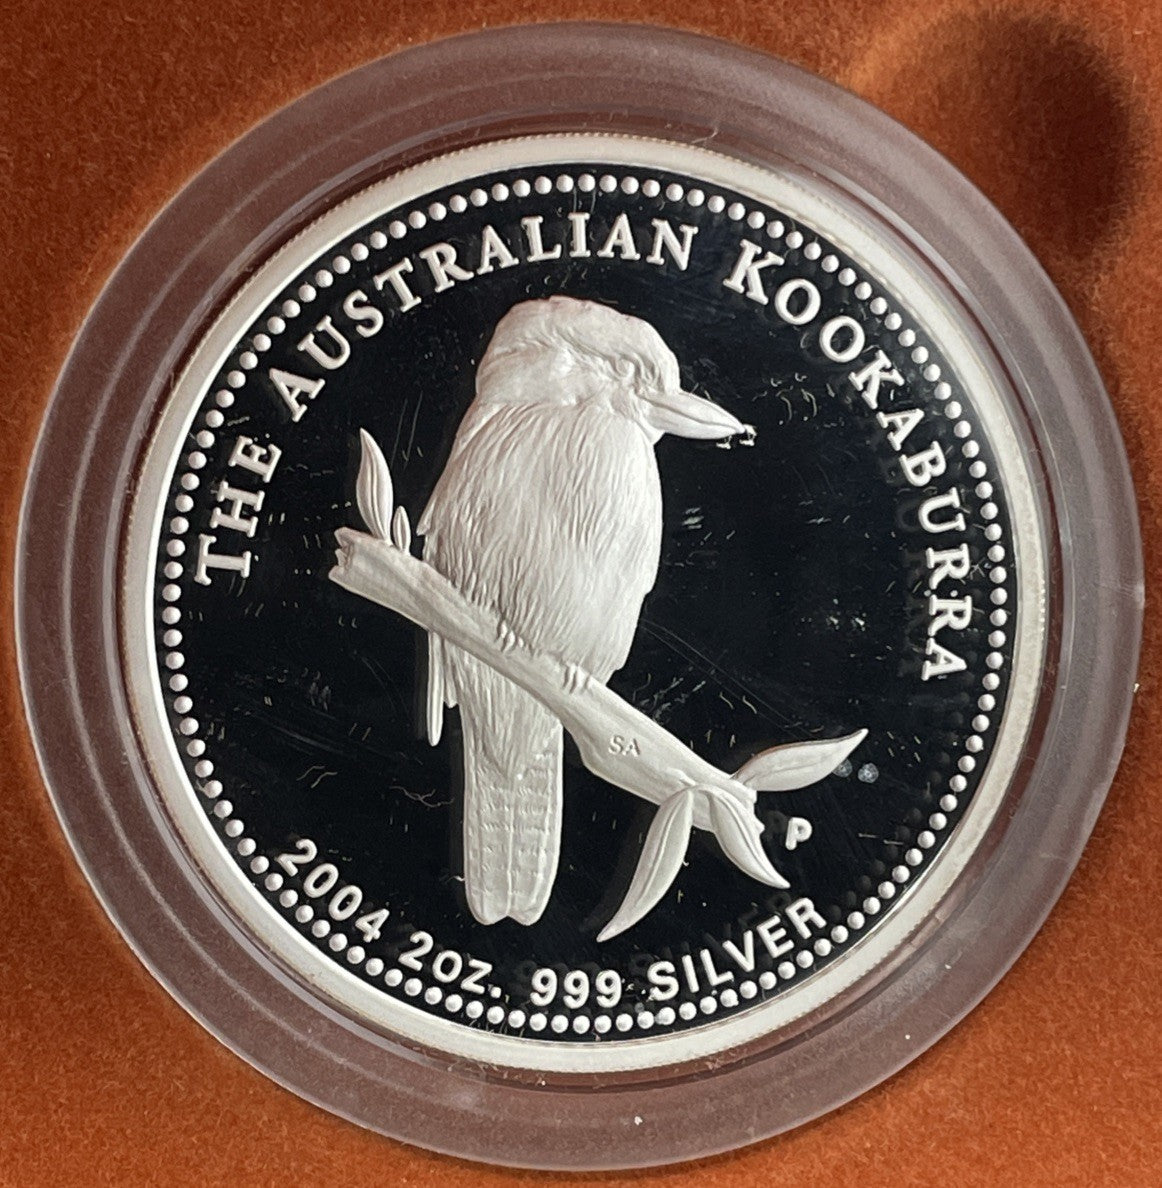 THE AUSTRALIAN KOOKABURRA
SA
P
2004 2OZ. 999 SILVER